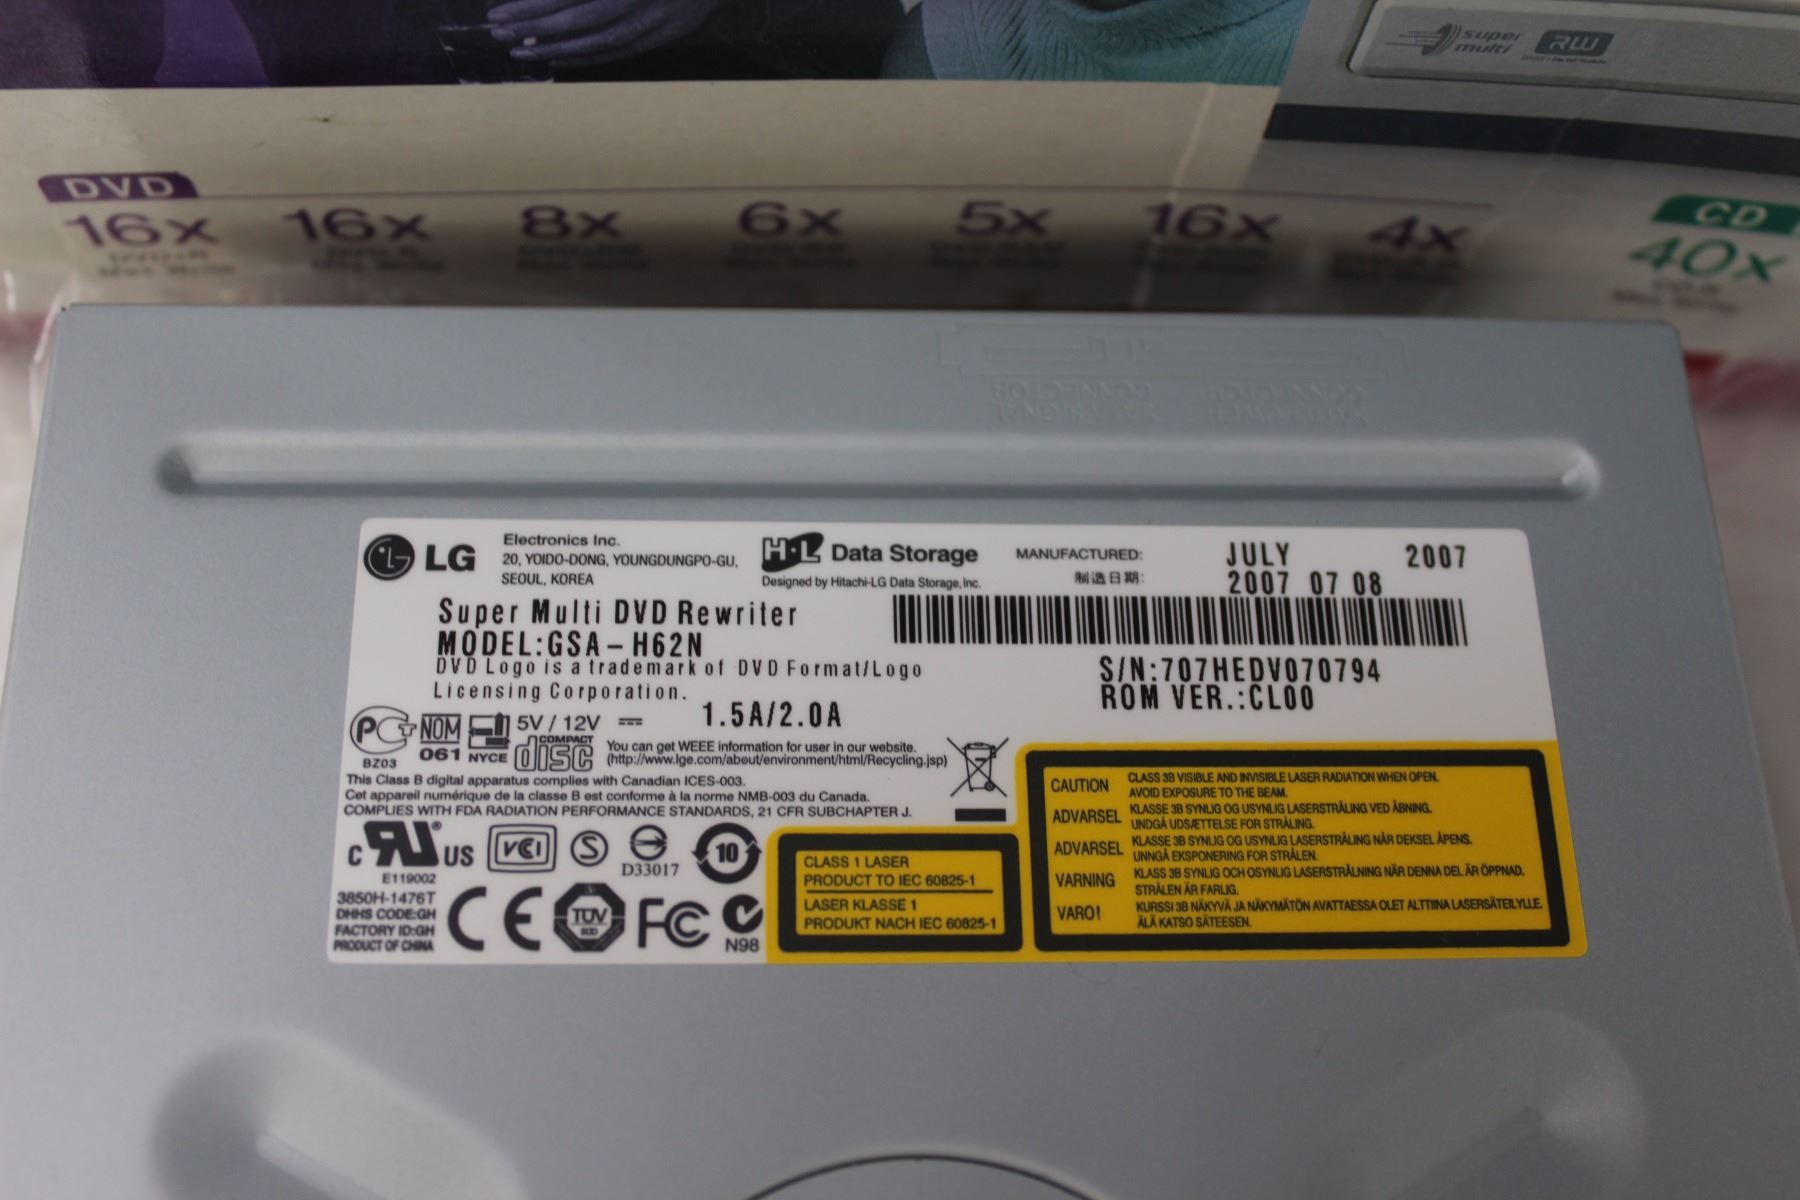 super
multi
RW
DVD
16x
16x
8x
6x
5x
16x
4x
CD
40x
DVD+R
Max Write
CONNECTOR
CONNECTOR
LG
Electronics Inc.
20, YOIDO-DONG, YOUNGDUNGPO-GU,
SEOUL, KOREA
H·L Data Storage
Designed by Hitachi-LG Data Storage, Inc.
MANUFACTURED: JULY 2007
制造日期: 2007 07 08
Super Multi DVD Rewriter
MODEL:GSA-H62N
DVD Logo is a trademark of DVD Format/Logo
Licensing Corporation.
S/N:707HEDV070794
ROM VER.:CL00
PCT
BZ03
NOM
061
NYCE
5V / 12V
1.5A/2.0A
COMPACT
disc
You can get WEEE information for user in our website.
(http://www.lge.com/about/environment/html/Recycling.jsp)
This Class B digital apparatus complies with Canadian ICES-003.
Cet appareil numérique de la classe B est conforme à la norme NMB-003 du Canada.
COMPLIES WITH FDA RADIATION PERFORMANCE STANDARDS, 21 CFR SUBCHAPTER J.
C RU® US
E119002
VCI
S
D33017
10
3850H-1476T
DHHS CODE:GH
FACTORY ID:GH
PRODUCT OF CHINA
CE
TÜV
FC
N98
CLASS 1 LASER
PRODUCT TO IEC 60825-1
LASER KLASSE 1
PRODUKT NACH IEC 60825-1
CAUTION CLASS 3B VISIBLE AND INVISIBLE LASER RADIATION WHEN OPEN.
AVOID EXPOSURE TO THE BEAM.
ADVARSEL KLASSE 3B SYNLIG OG USYNLIG LASERSTRÅLING VED ÅBNING.
UNDGÅ UDSÆTTELSE FOR STRÅLING.
ADVARSEL KLASSE 3B SYNLIG OG USYNLIG LASERSTRÅLING NÅR DEKSEL ÅPENS.
UNNGÅ EKSPONERING FOR STRÅLEN.
VARNING KLASS 3B SYNLIG OCH OSYNLIG LASERSTRÅLNING NÄR DENNA DEL ÄR ÖPPNAD.
STRÅLEN ÄR FARLIG.
VARO! KURSSI 3B NÄKYVÄ JA NÄKYMÄTÖN AVATTAESSA OLET ALTTIINA LASERSÄTEILYLLE.
ÄLÄ KATSO SÄTEESEN.